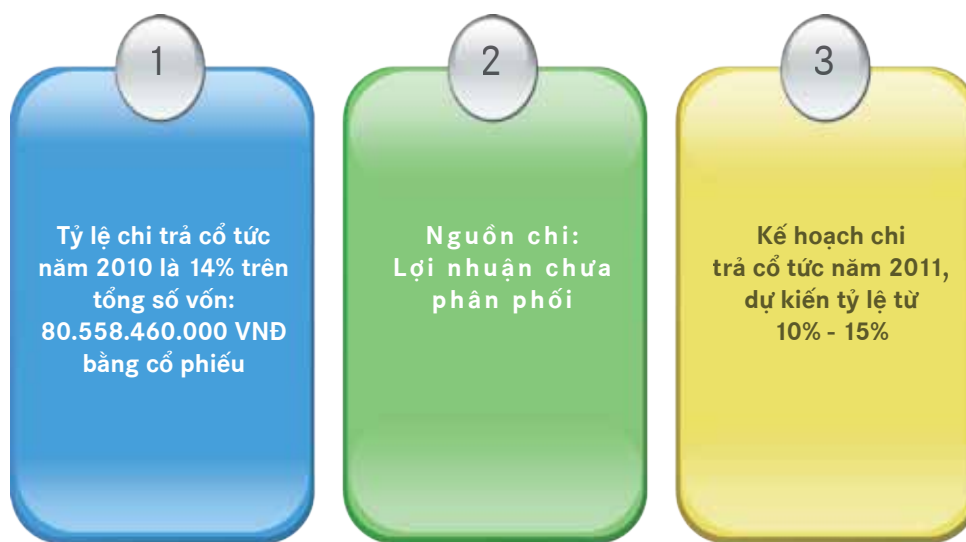 1
Tỷ lệ chi trả cổ tức
năm 2010 là 14% trên
tổng số vốn:
80.558.460.000 VNĐ
bằng cổ phiếu
2
Nguồn chi:
Lợi nhuận chưa
phân phối
3
Kế hoạch chi
trả cổ tức năm 2011,
dự kiến tỷ lệ từ
10% - 15%